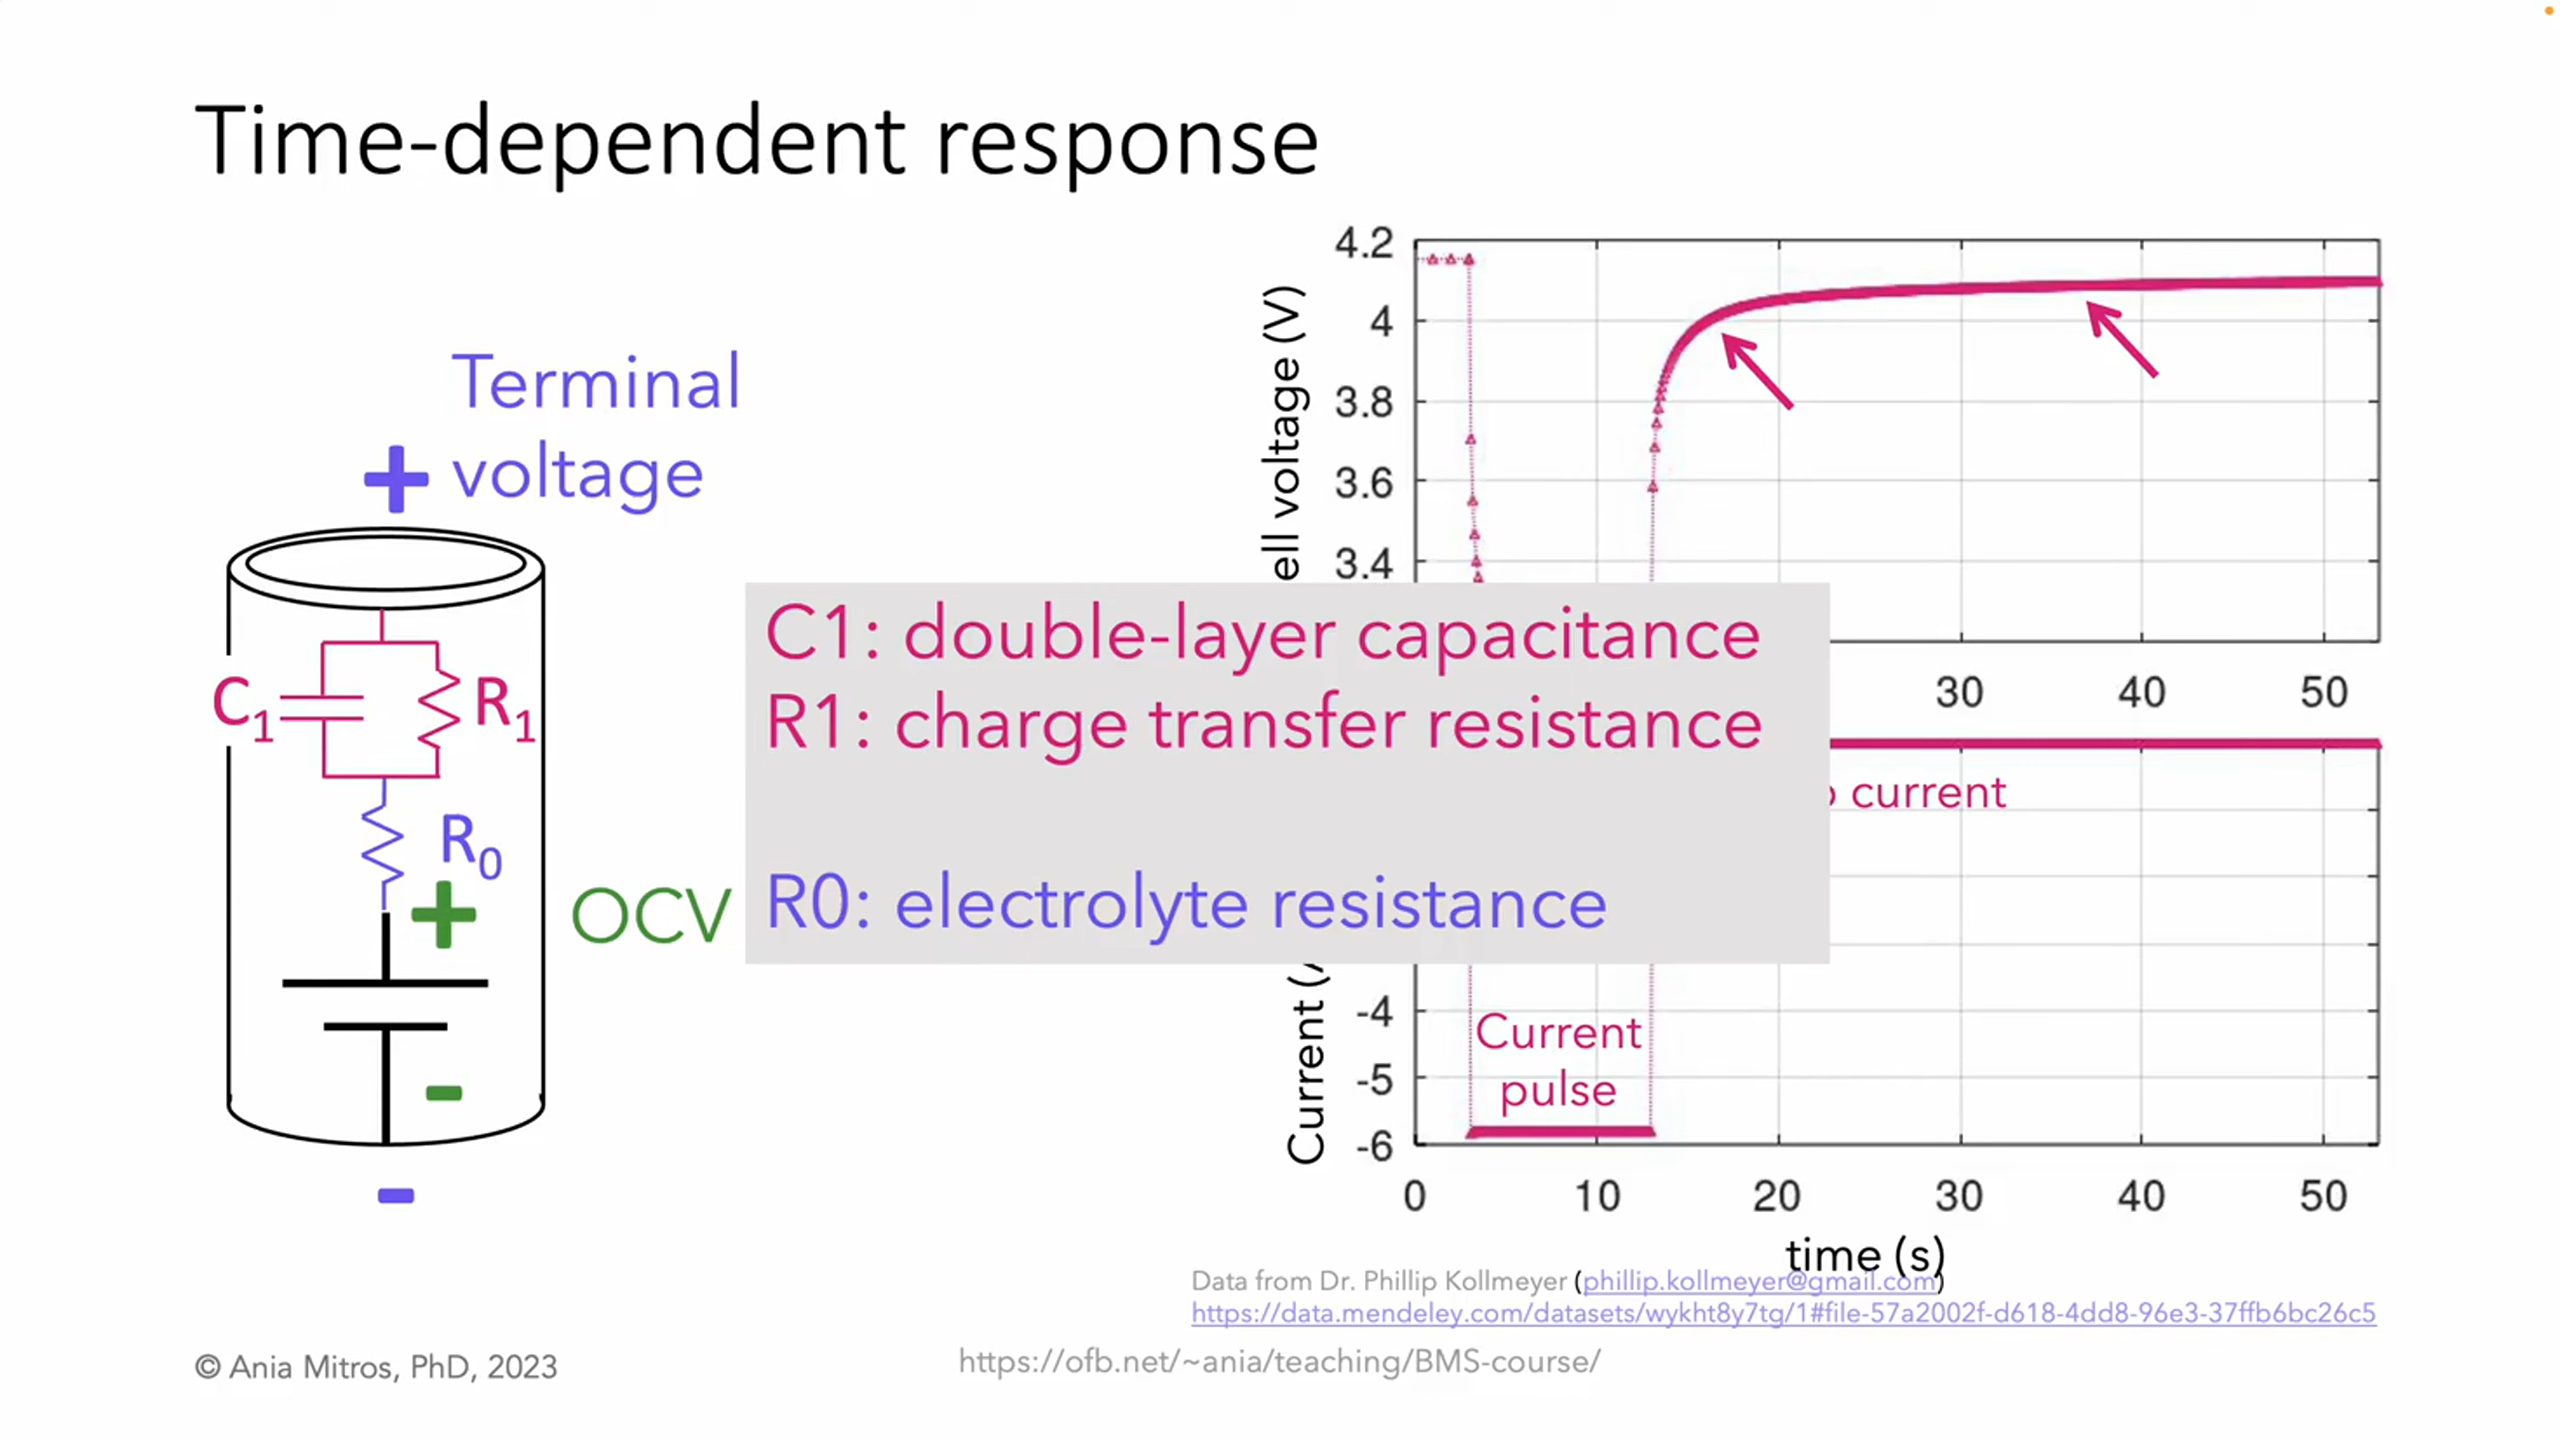 Time-dependent response
Terminal
voltage
+
C1
R1
R0
+
OCV
-
-
C1: double-layer capacitance
R1: charge transfer resistance
R0: electrolyte resistance
ell voltage (V)
4.2
4
3.8
3.6
3.4
30 40 50
current
Current (
-4
-5
-6
Current
pulse
0 10 20 30 40 50
time (s)
Data from Dr. Phillip Kollmeyer (phillip.kollmeyer@gmail.com)
https://data.mendeley.com/datasets/wykht8y7tg/1#file-57a2002f-d618-4dd8-96e3-37ffb6bc26c5
© Ania Mitros, PhD, 2023
https://ofb.net/~ania/teaching/BMS-course/